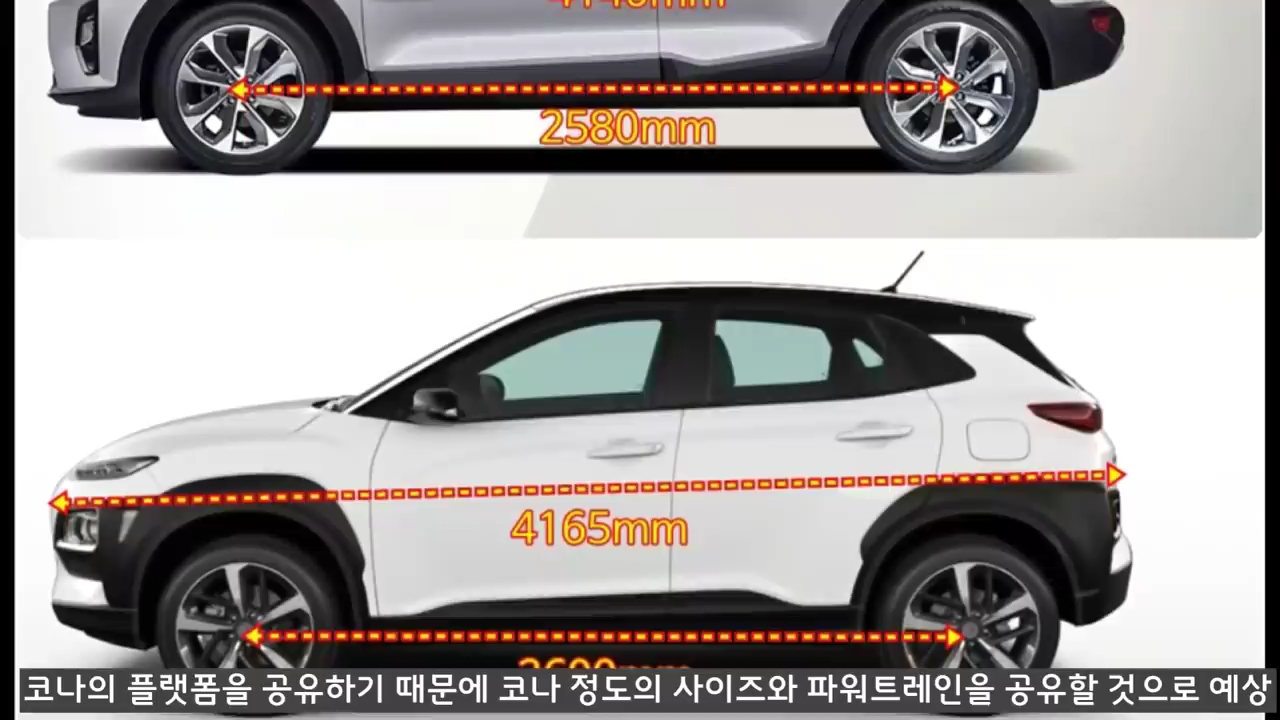 4140mm
2580mm
4165mm
2600mm
코나의 플랫폼을 공유하기 때문에 코나 정도의 사이즈와 파워트레인을 공유할 것으로 예상